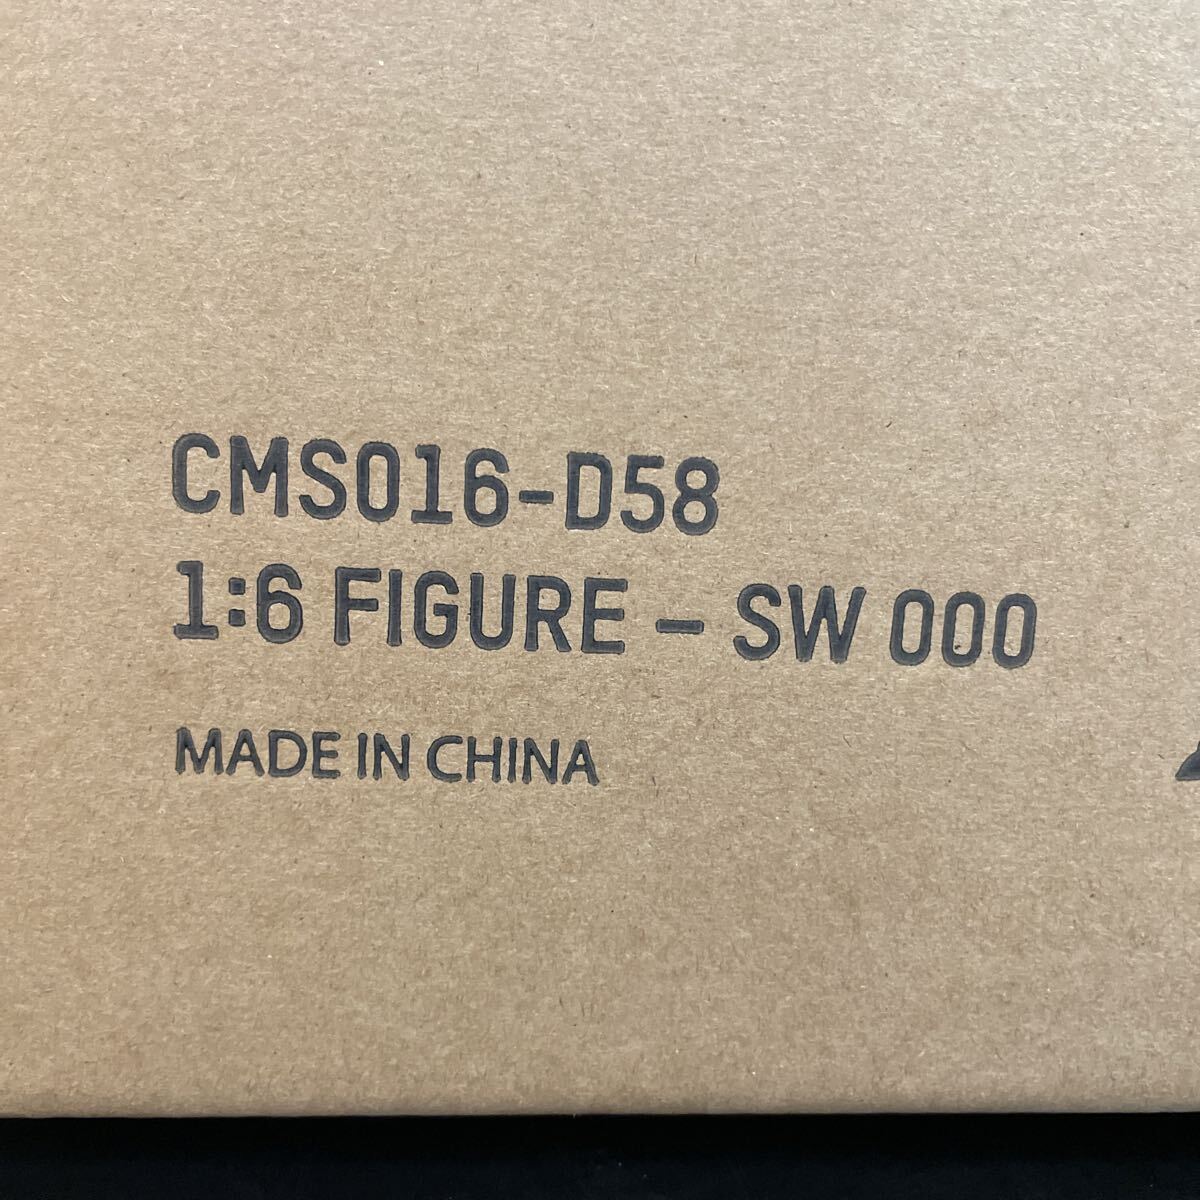 CMS016-D58
1:6 FIGURE – SW 000
MADE IN CHINA